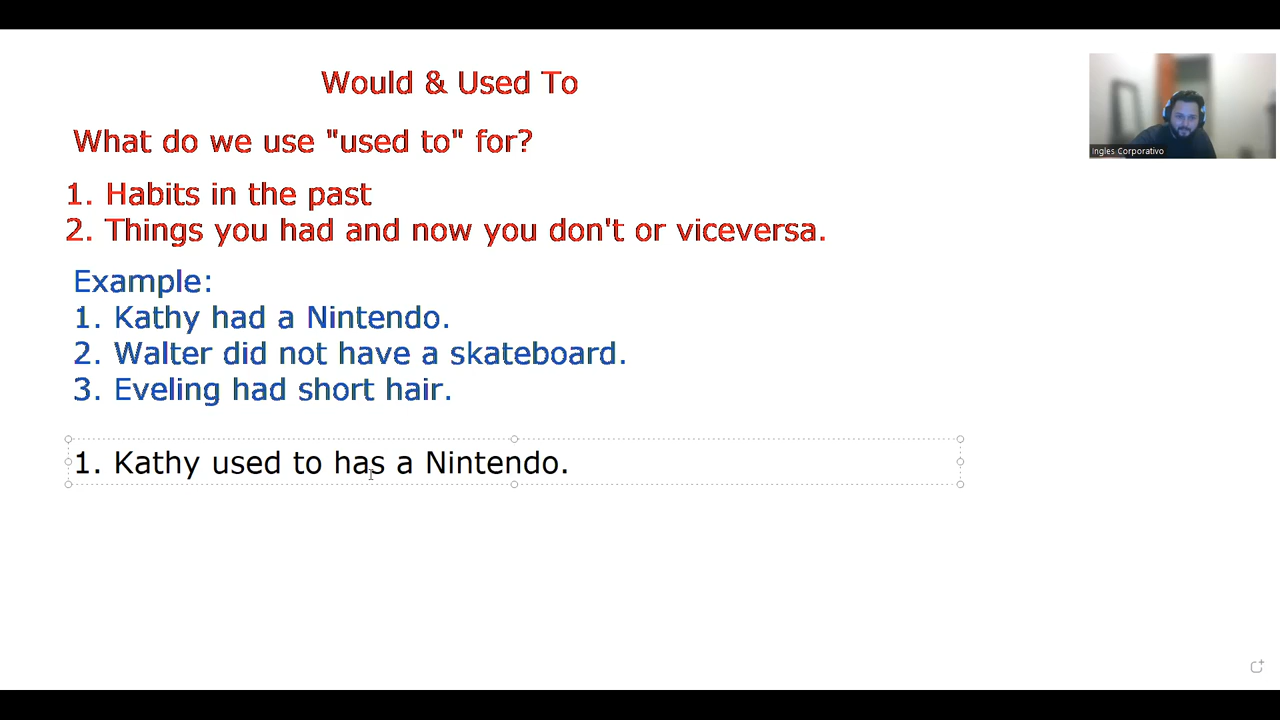 Would & Used To
What do we use "used to" for?
1. Habits in the past
2. Things you had and now you don't or viceversa.
Example:
1. Kathy had a Nintendo.
2. Walter did not have a skateboard.
3. Eveling had short hair.
1. Kathy used to has a Nintendo.
Ingles Corporativo